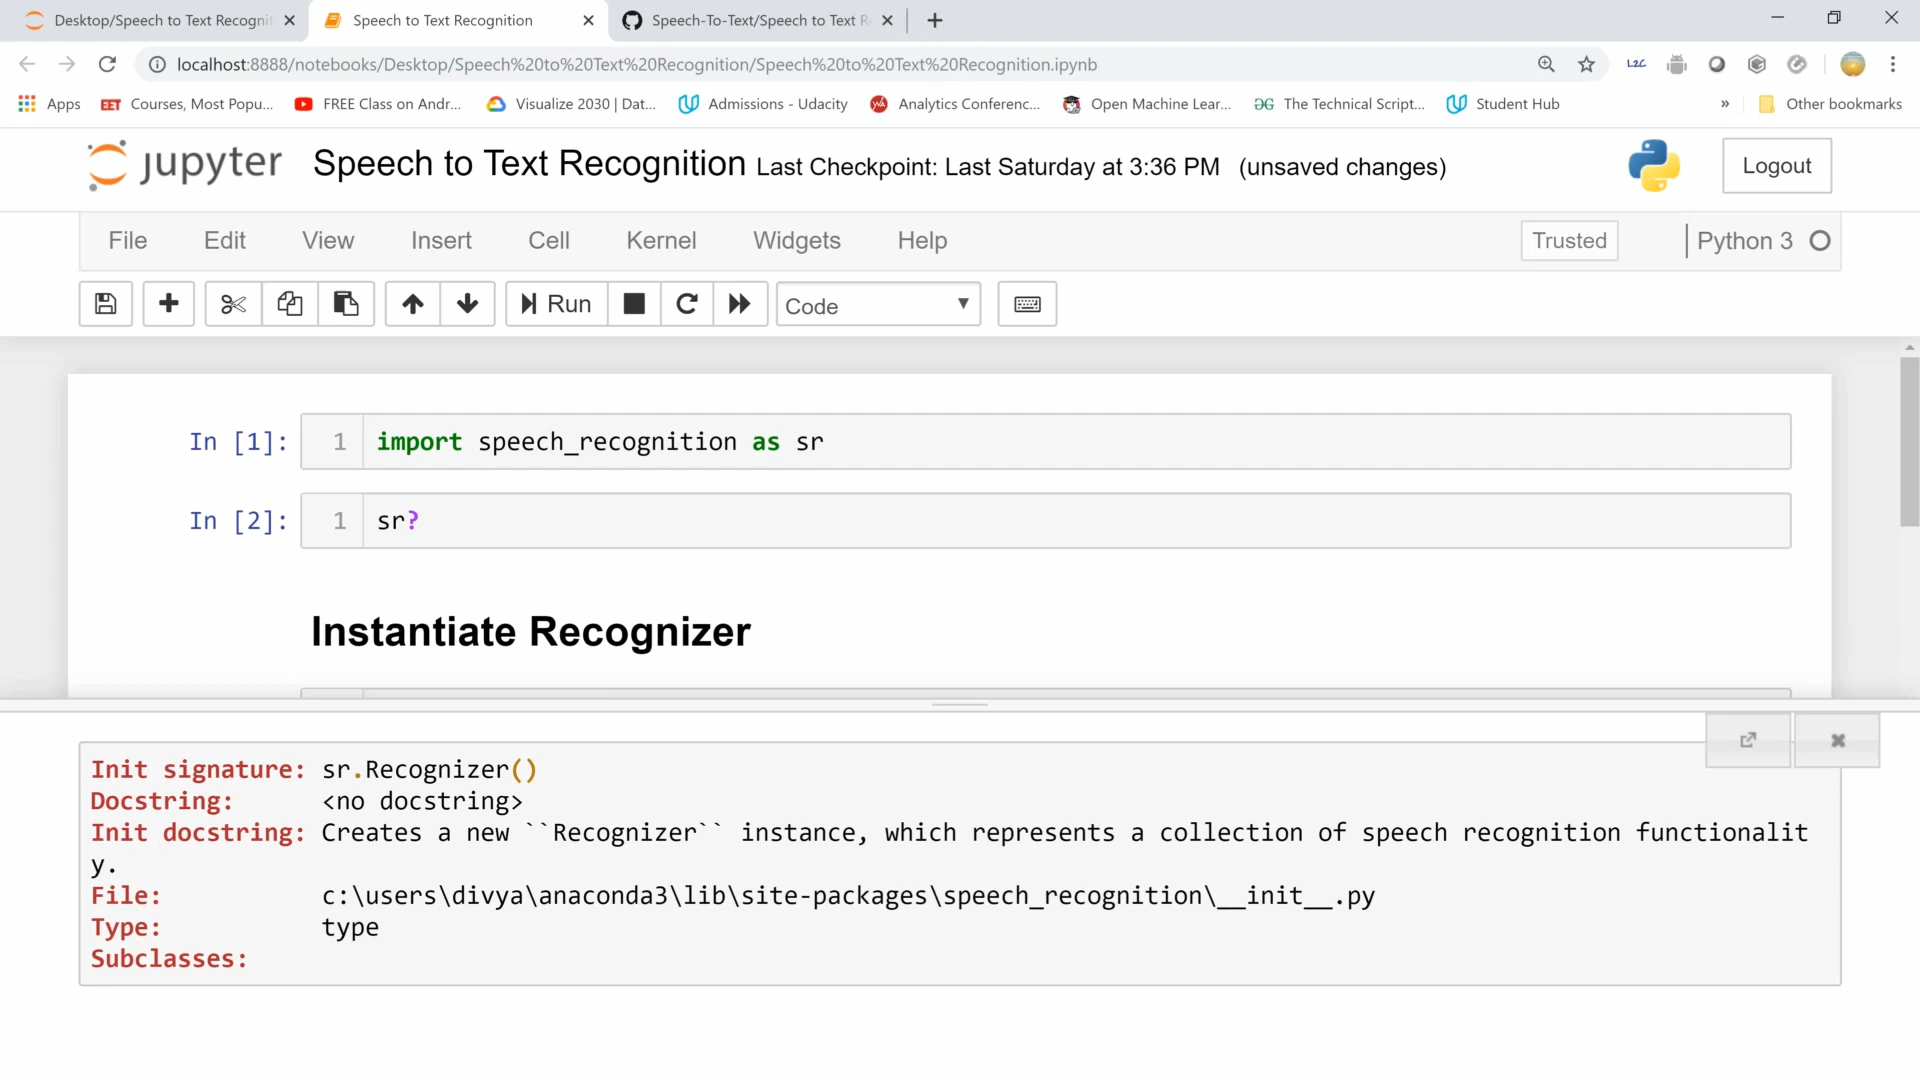 Desktop/Speech to Text Recognit
Speech to Text Recognition
Speech-To-Text/Speech to Text R
localhost:8888/notebooks/Desktop/Speech%20to%20Text%20Recognition/Speech%20to%20Text%20Recognition.ipynb
L2C
Apps
EET Courses, Most Popu...
FREE Class on Andr...
Visualize 2030 | Dat...
Admissions - Udacity
Analytics Conferenc...
Open Machine Lear...
The Technical Script...
Student Hub
»
Other bookmarks
jupyter Speech to Text Recognition Last Checkpoint: Last Saturday at 3:36 PM (unsaved changes)
Logout
File Edit View Insert Cell Kernel Widgets Help
Trusted
Python 3
Run
Code
In [1]: 1 import speech_recognition as sr
In [2]: 1 sr?
Instantiate Recognizer
Init signature: sr.Recognizer()
Docstring: <no docstring>
Init docstring: Creates a new ``Recognizer`` instance, which represents a collection of speech recognition functionalit
y.
File: c:\users\divya\anaconda3\lib\site-packages\speech_recognition\__init__.py
Type: type
Subclasses: